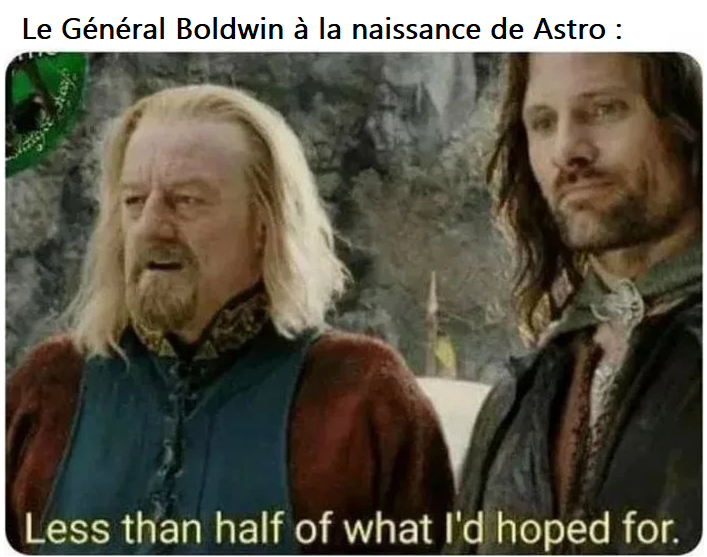 Le Général Boldwin à la naissance de Astro :
Less than half of what I'd hoped for.